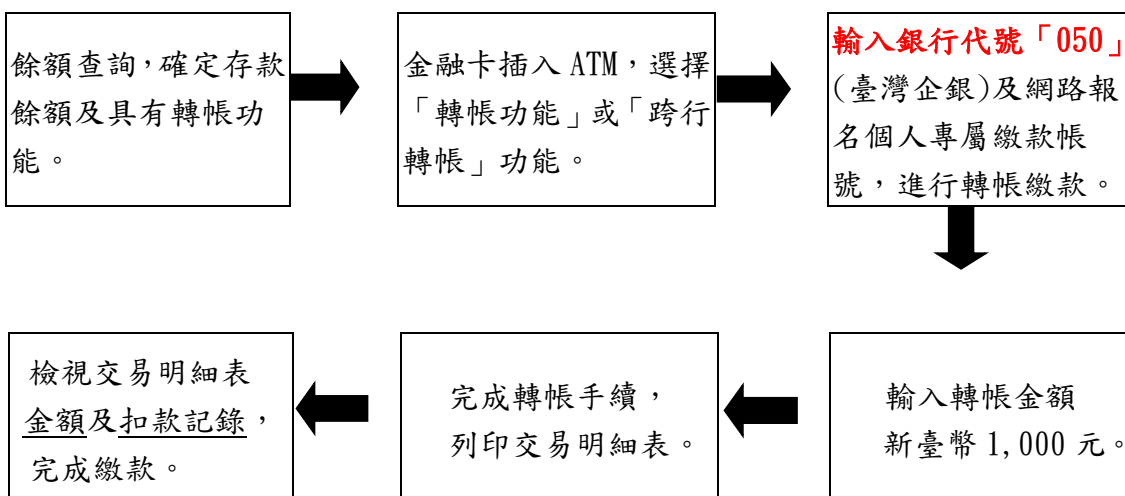 餘額查詢，確定存款
餘額及具有轉帳功
能。
金融卡插入 ATM，選擇
「轉帳功能」或「跨行
轉帳」功能。
輸入銀行代號「050」
(臺灣企銀)及網路報
名個人專屬繳款帳
號，進行轉帳繳款。
輸入轉帳金額
新臺幣 1,000 元。
完成轉帳手續，
列印交易明細表。
檢視交易明細表
金額及扣款記錄，
完成繳款。